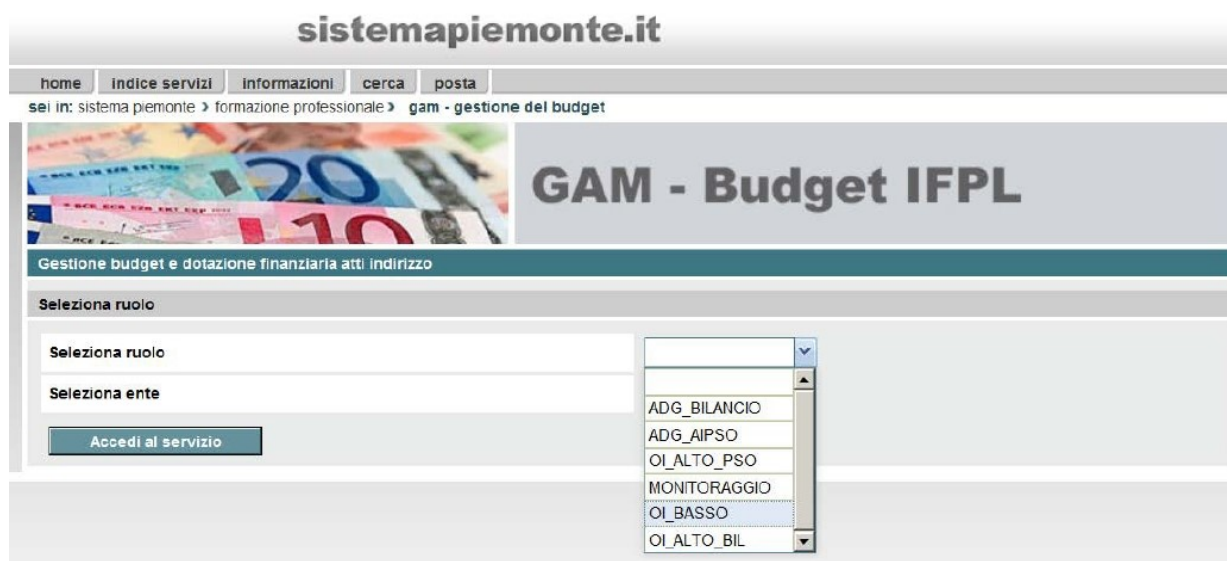 sistemapiemonte.it
home indice servizi informazioni cerca posta
sei in: sistema piemonte › formazione professionale › gam - gestione del budget
20
10
GAM - Budget IFPL
Gestione budget e dotazione finanziaria atti indirizzo
Seleziona ruolo
Seleziona ruolo
Seleziona ente
ADG_BILANCIO
ADG_AIPSO
OI_ALTO_PSO
MONITORAGGIO
OI_BASSO
OI_ALTO_BIL
Accedi al servizio